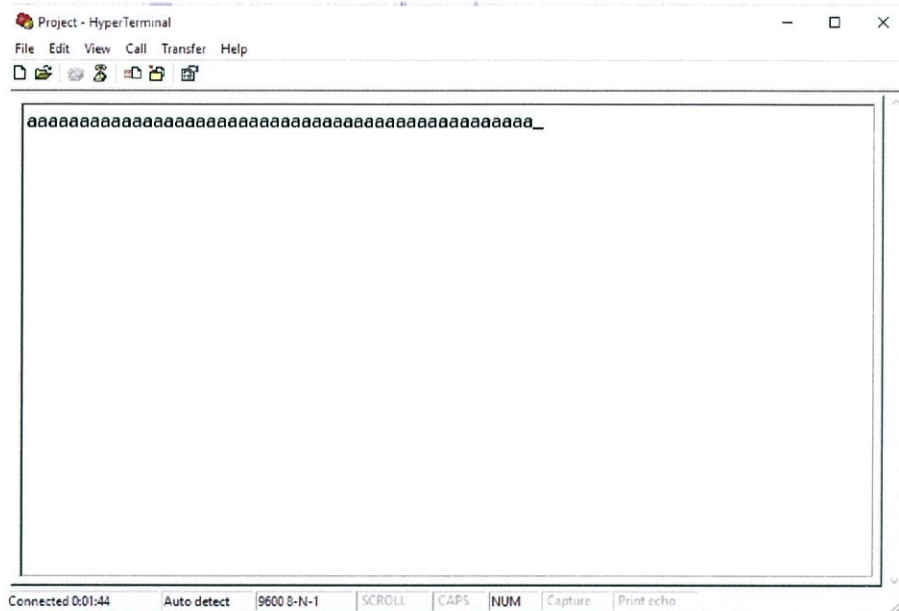 Project - HyperTerminal
File Edit View Call Transfer Help
aaaaaaaaaaaaaaaaaaaaaaaaaaaaaaaaaaaaaaaaaaaaaaaa_
Connected 0:01:44 Auto detect 9600 8-N-1 SCROLL CAPS NUM Capture Print echo